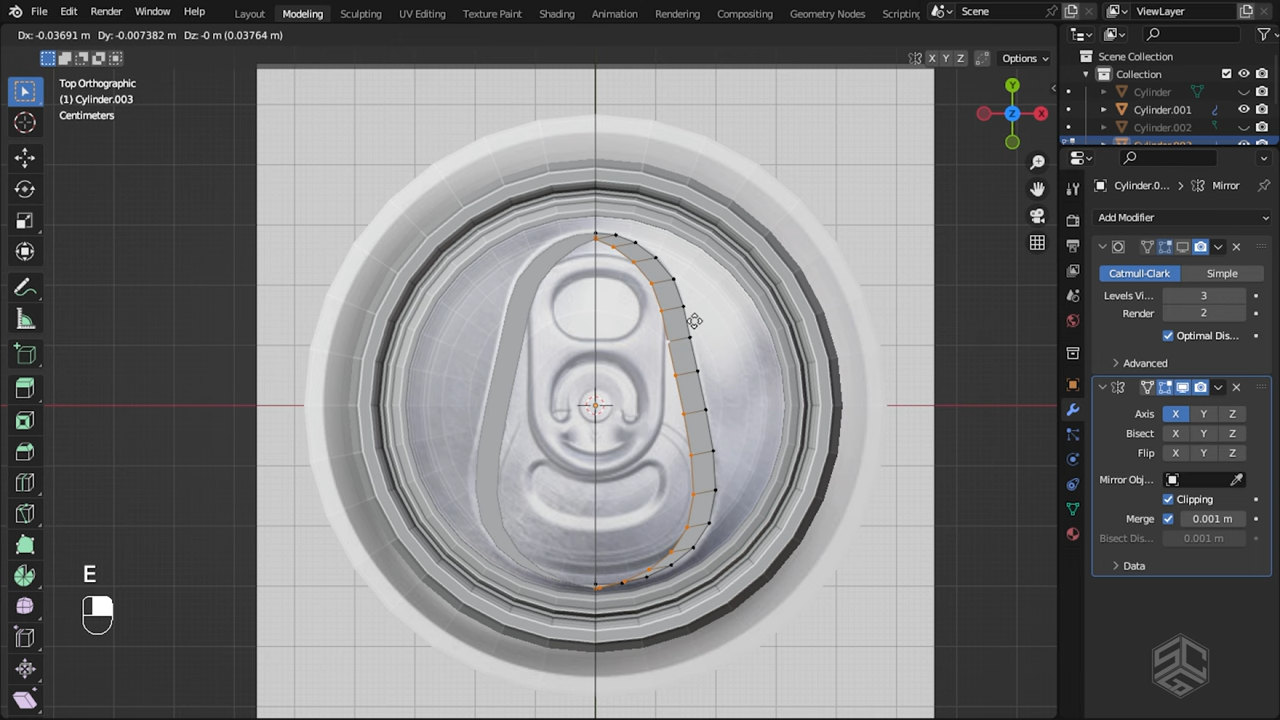 File Edit Render Window Help Layout Modeling Sculpting UV Editing Texture Paint Shading Animation Rendering Compositing Geometry Nodes Scripting Scene ViewLayer
Dx: -0.03691 m Dy: -0.007382 m Dz: -0 m (0.03764 m)
X Y Z Options
Scene Collection
Collection
Cylinder
Cylinder.001
Cylinder.002
Top Orthographic
(1) Cylinder.003
Centimeters
Y
Z X
Cylinder.0... Mirror
Add Modifier
Catmull-Clark Simple
Levels Vi... 3
Render 2
Optimal Dis...
Advanced
Axis X Y Z
Bisect X Y Z
Flip X Y Z
Mirror Obj...
Clipping
Merge 0.001 m
Bisect Dis... 0.001 m
Data
E